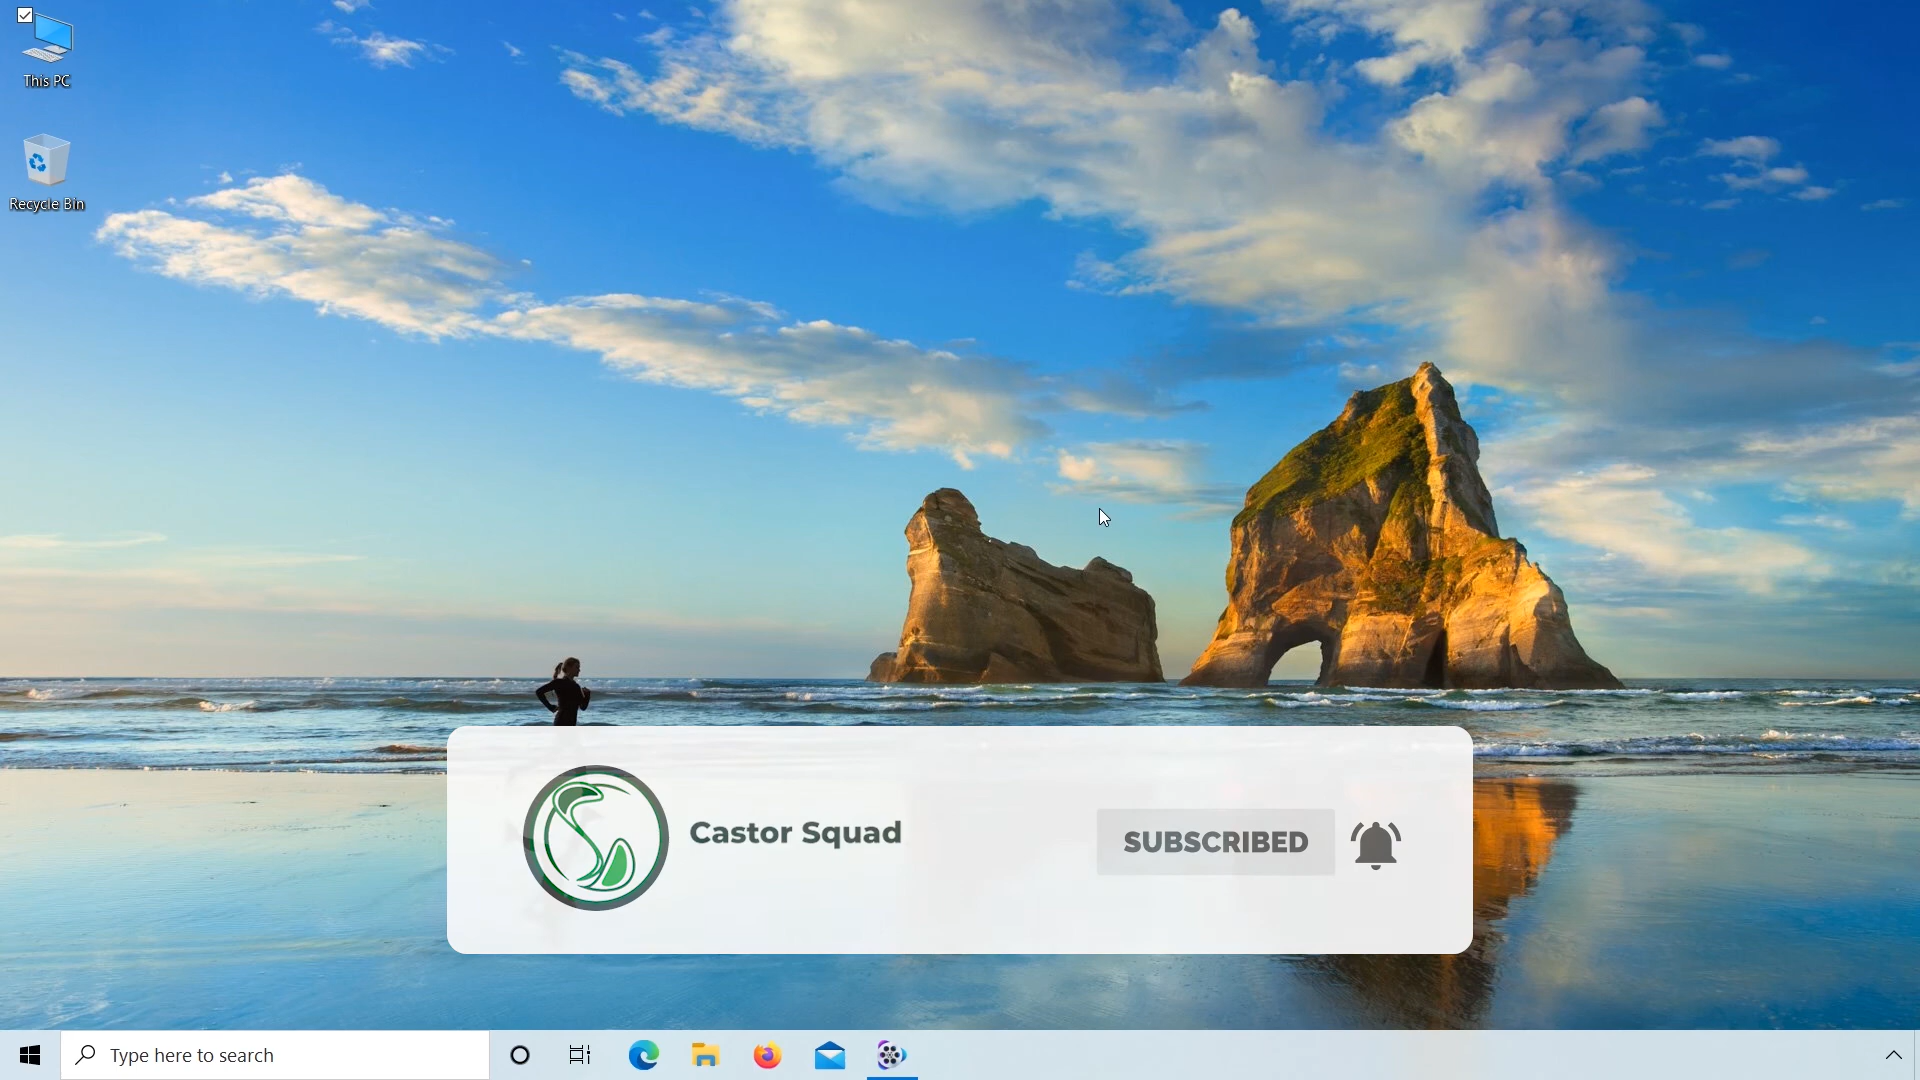 This PC
Recycle Bin
Castor Squad
SUBSCRIBED
Type here to search